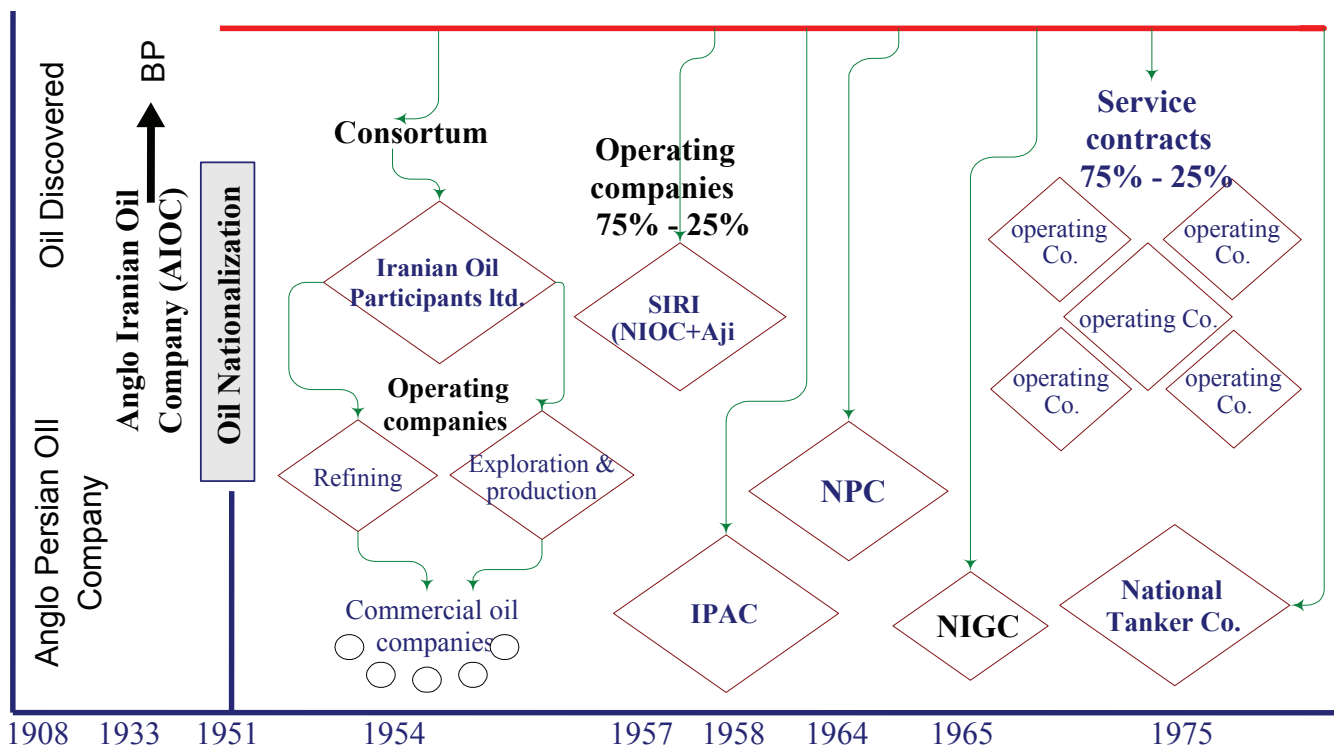 Oil Discovered
Anglo Persian OIl
Company
BP
Anglo Iranian Oil
Company (AIOC)
Oil Nationalization
Consortum
Iranian Oil
Participants ltd.
Operating
companies
Refining
Exploration &
production
Commercial oil
companies
Operating
companies
75% - 25%
SIRI
(NIOC+Aji
IPAC
NPC
NIGC
Service
contracts
75% - 25%
operating
Co.
operating
Co.
operating Co.
operating
Co.
operating
Co.
National
Tanker Co.
1908 1933 1951 1954 1957 1958 1964 1965 1975